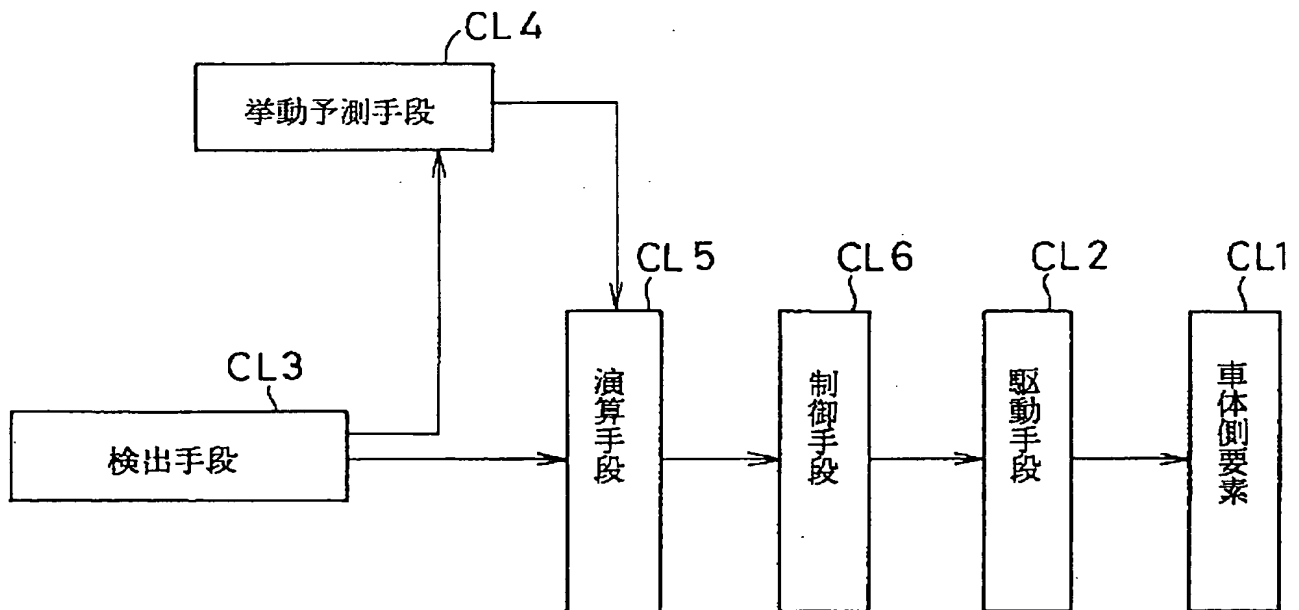 CL4
挙動予測手段
CL3
検出手段
CL5
演算手段
CL6
制御手段
CL2
駆動手段
CL1
車体側要素